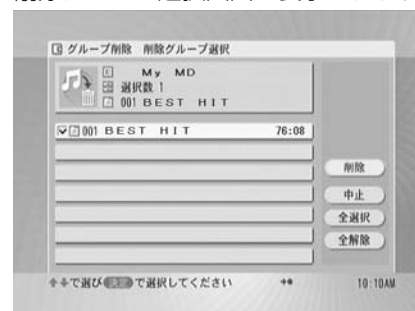 グループ削除 削除グループ選択
My MD
選択数 1
001 BEST HIT
001 BEST HIT 76:08
削除
中止
全選択
全解除
で選び 決定 で選択してください
10:10AM